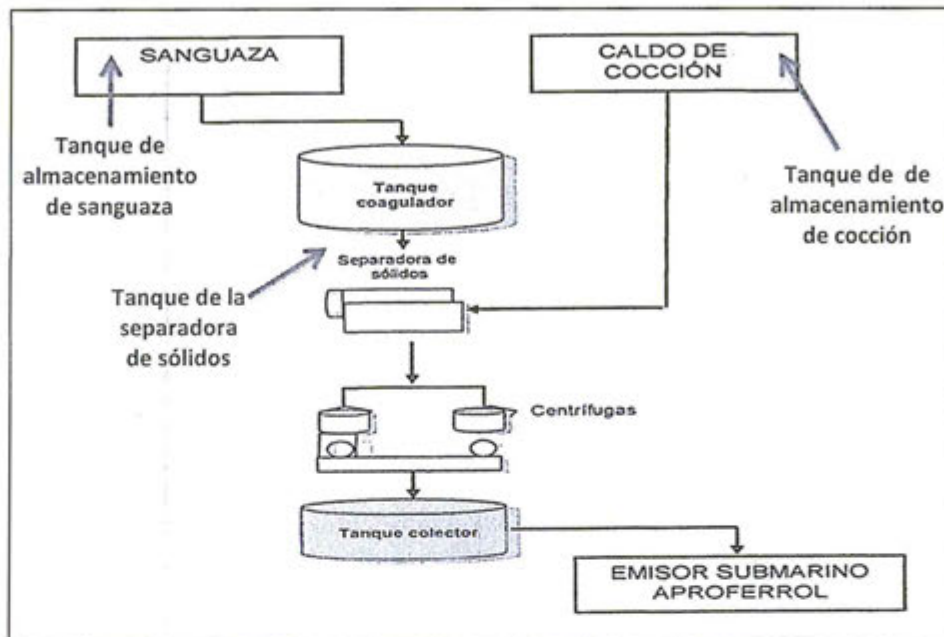 SANGUAZA
CALDO DE
COCCIÓN
Tanque de
almacenamiento
de sanguaza
Tanque
coagulador
Tanque de  de
almacenamiento
de cocción
Separadora de
sólidos
Tanque de la
separadora
de sólidos
Centrífugas
Tanque colector
EMISOR SUBMARINO
APROFERROL